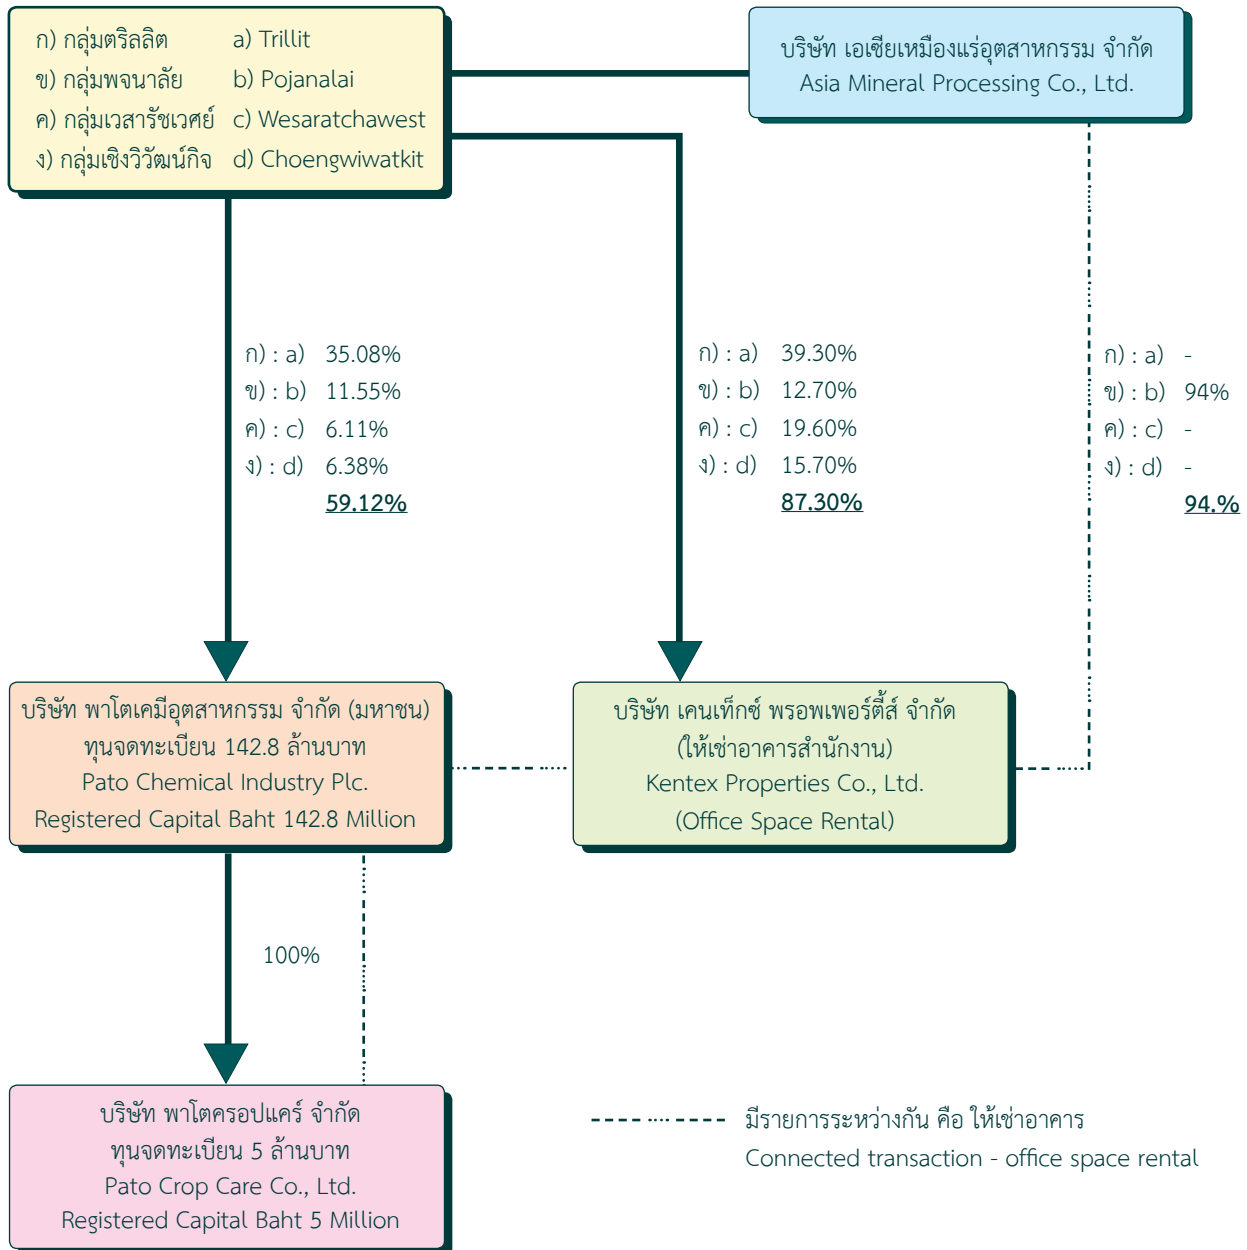 ก) กลุ่มตริลลิต a) Trillit
ข) กลุ่มพจนาลัย b) Pojanalai
ค) กลุ่มเวสารัชเวศย์ c) Wesaratchawest
ง) กลุ่มเชิงวิวัฒน์กิจ d) Choengwiwatkit
บริษัท เอเซียเหมืองแร่อุตสาหกรรม จำกัด
Asia Mineral Processing Co., Ltd.
ก) : a) 35.08%
ข) : b) 11.55%
ค) : c) 6.11%
ง) : d) 6.38%
59.12%
ก) : a) 39.30%
ข) : b) 12.70%
ค) : c) 19.60%
ง) : d) 15.70%
87.30%
ก) : a) -
ข) : b) 94%
ค) : c) -
ง) : d) -
94.%
บริษัท พาโตเคมีอุตสาหกรรม จำกัด (มหาชน)
ทุนจดทะเบียน 142.8 ล้านบาท
Pato Chemical Industry Plc.
Registered Capital Baht 142.8 Million
บริษัท เคนเท็กซ์ พรอพเพอร์ตี้ส์ จำกัด
(ให้เช่าอาคารสำนักงาน)
Kentex Properties Co., Ltd.
(Office Space Rental)
100%
บริษัท พาโตครอปแคร์ จำกัด
ทุนจดทะเบียน 5 ล้านบาท
Pato Crop Care Co., Ltd.
Registered Capital Baht 5 Million
มีรายการระหว่างกัน คือ ให้เช่าอาคาร
Connected transaction - office space rental